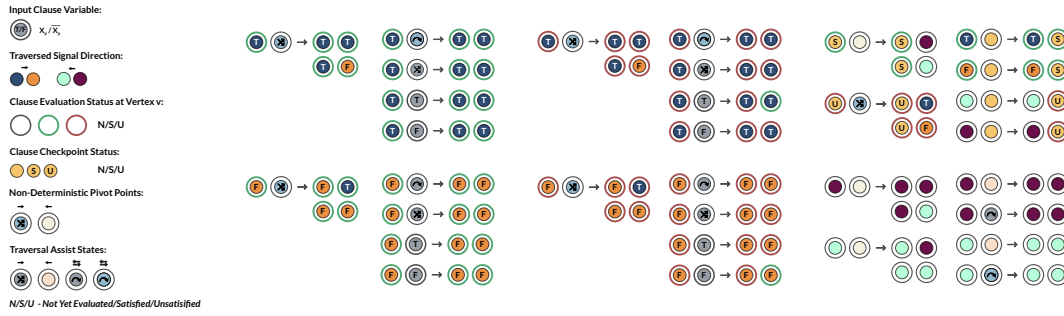 Input Clause Variable:
T/F Xᵥ/X̅ᵥ
Traversed Signal Direction:
Clause Evaluation Status at Vertex v:
N/S/U
Clause Checkpoint Status:
S U N/S/U
Non-Deterministic Pivot Points:
Traversal Assist States:
N/S/U - Not Yet Evaluated/Satisfied/Unsatisfied
T → T T
T F
T → T T
T → T T
T T → T T
T F → T T
F → F T
F F
F → F F
F → F F
F T → F F
F F → F F
T → T T
T F
T → T T
T → T T
T T → T T
T F → T T
F → F T
F F
F → F F
F → F F
F T → F F
F F → F F
S → S
S
U → U T
U F
T → T S
F → F S
→ U
→ U